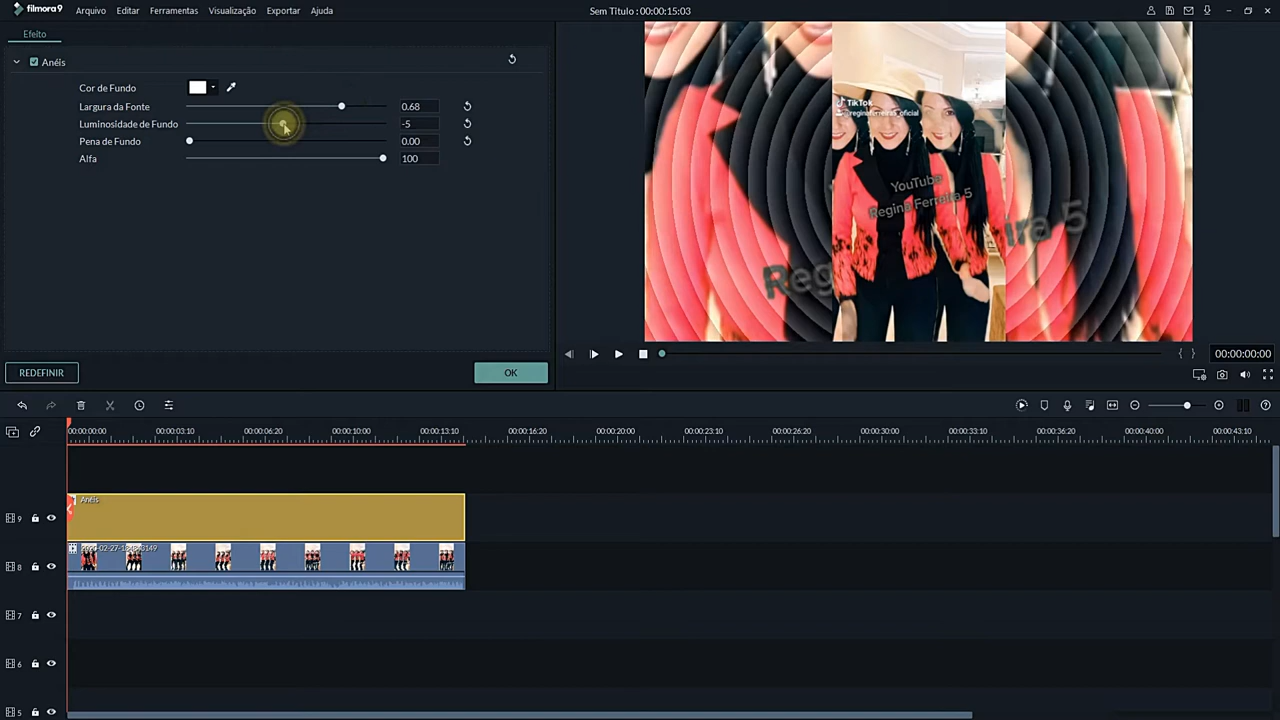 filmora9
Arquivo Editar Ferramentas Visualização Exportar Ajuda
Sem Titulo : 00:00:15:03
Efeito
Anéis
Cor de Fundo
Largura da Fonte 0.68
Luminosidade de Fundo -5
Pena de Fundo 0.00
Alfa 100
TikTok
YouTube
Regina Ferreira 5
Regina
ira 5
REDEFINIR OK
00:00:00:00
00:00:00:00 00:00:03:10 00:00:06:20 00:00:10:00 00:00:13:10 00:00:16:20 00:00:20:00 00:00:23:10 00:00:26:20 00:00:30:00 00:00:33:10 00:00:36:20 00:00:40:00 00:00:43:10
Anéis
9
8
7
6
5